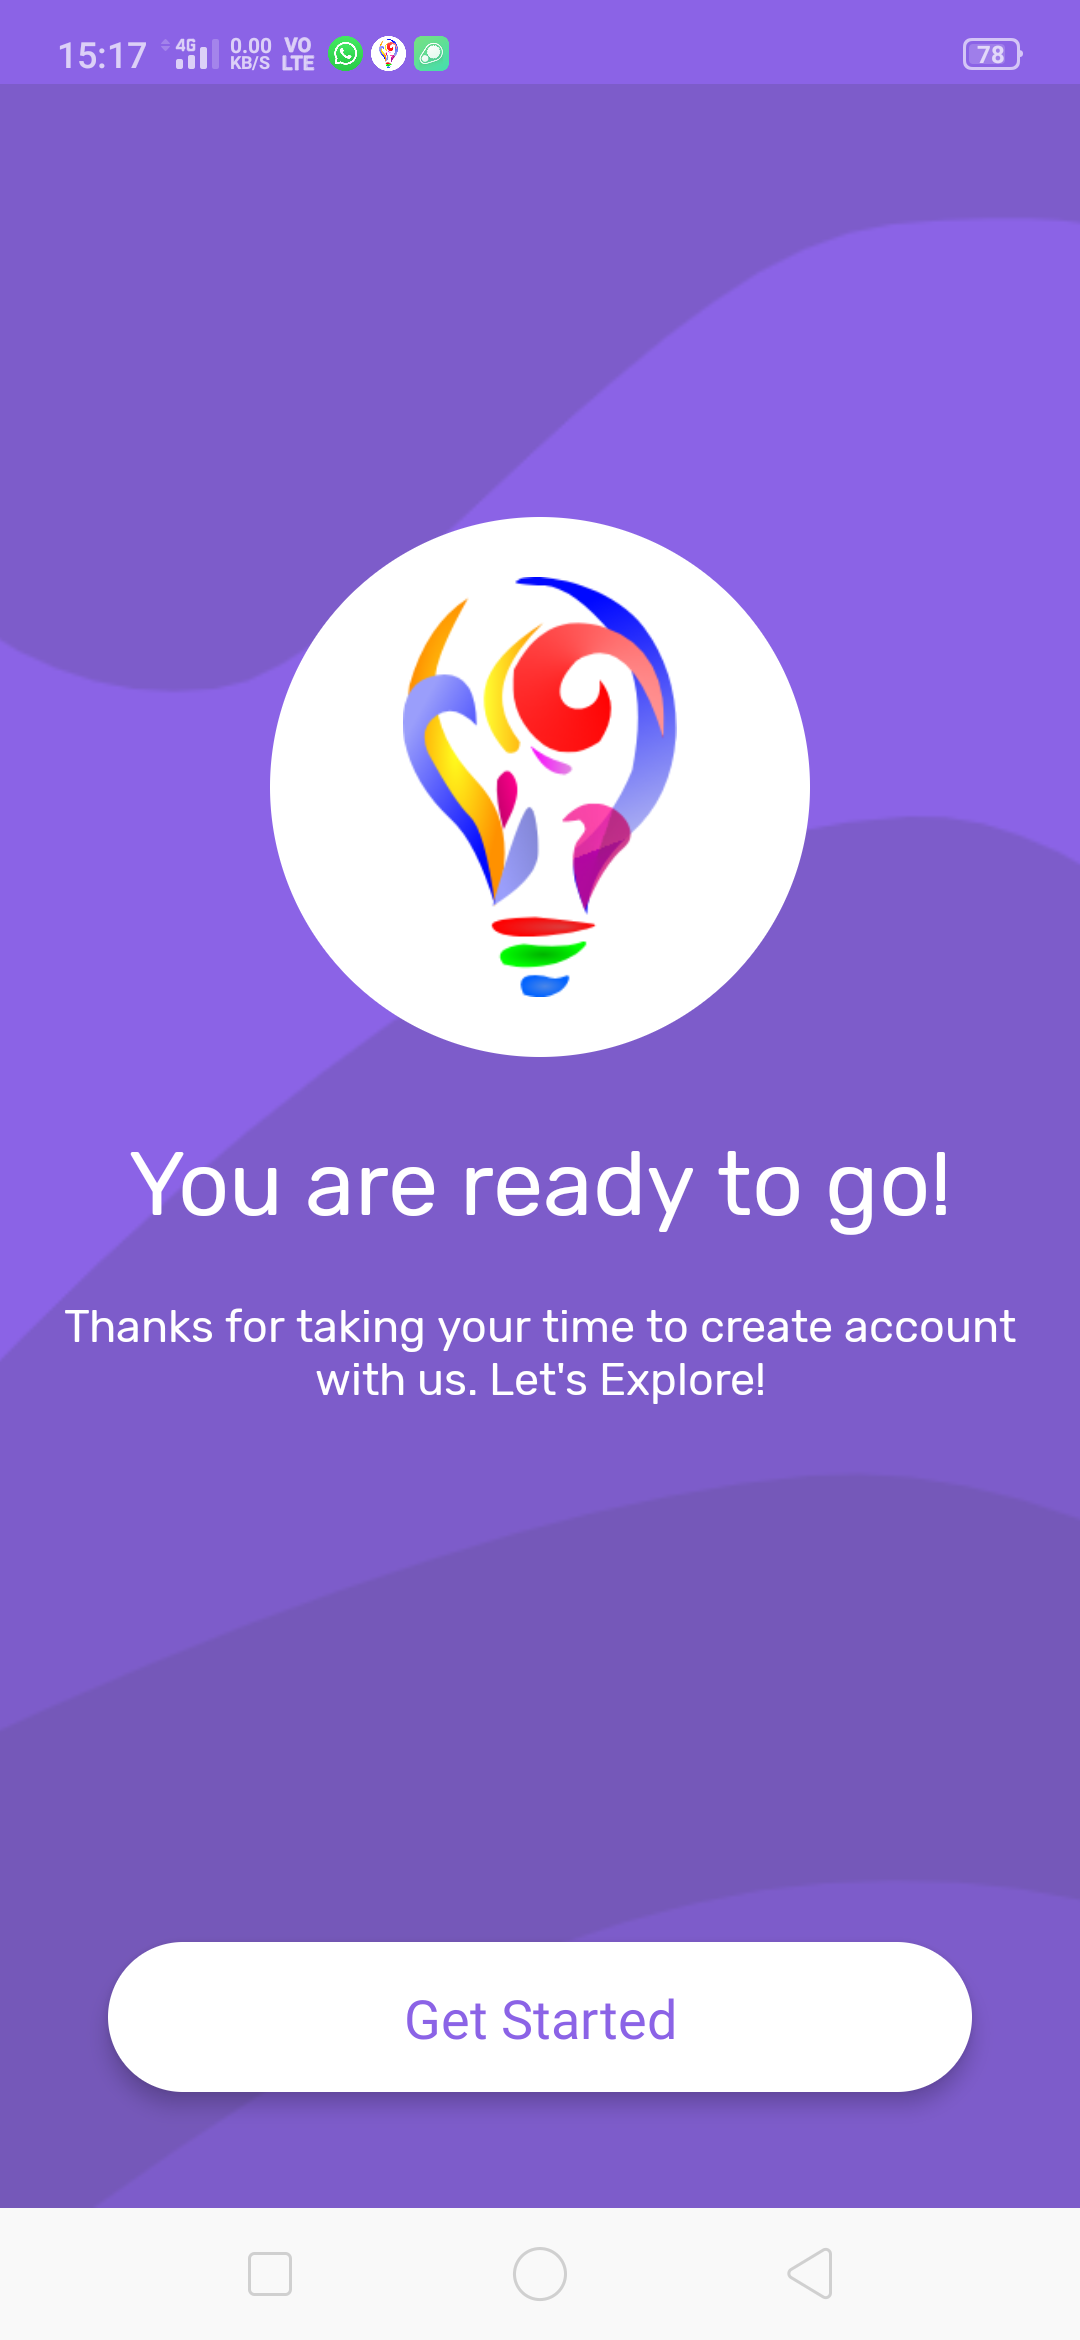 15:17 4G 0.00 KB/S VO LTE 78
You are ready to go!
Thanks for taking your time to create account
with us. Let's Explore!
Get Started